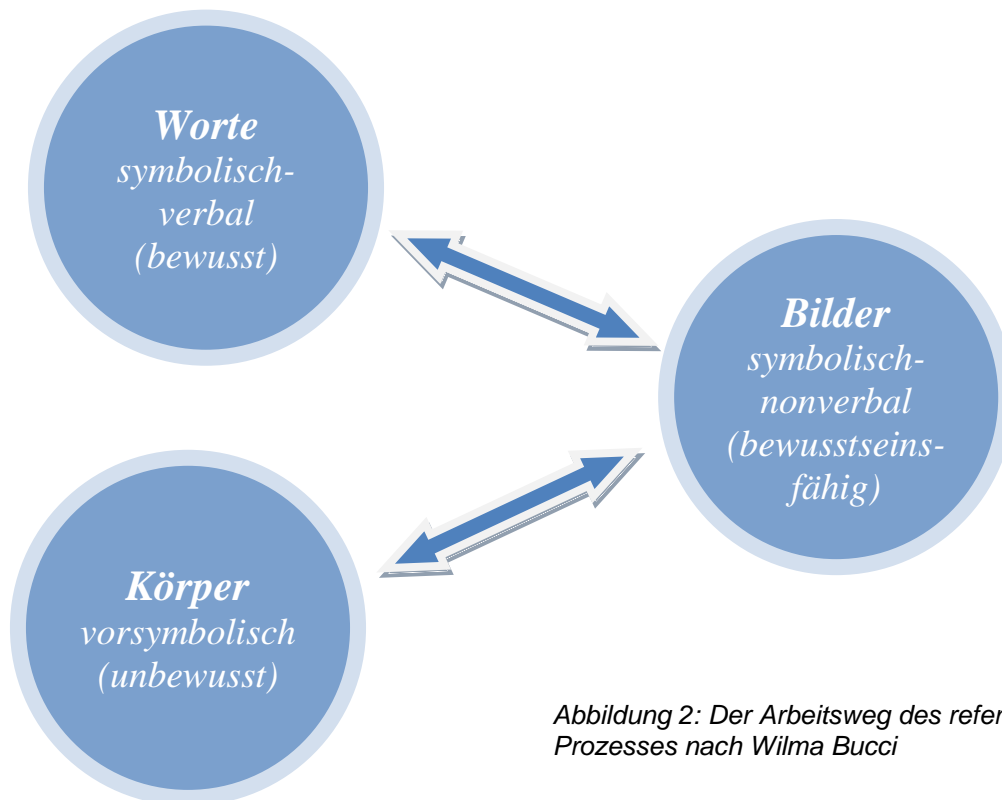 Worte
symbolisch-
verbal
(bewusst)
Bilder
symbolisch-
nonverbal
(bewusstseins-
fähig)
Körper
vorsymbolisch
(unbewusst)
Abbildung 2: Der Arbeitsweg des
Prozesses nach Wilma Bucci